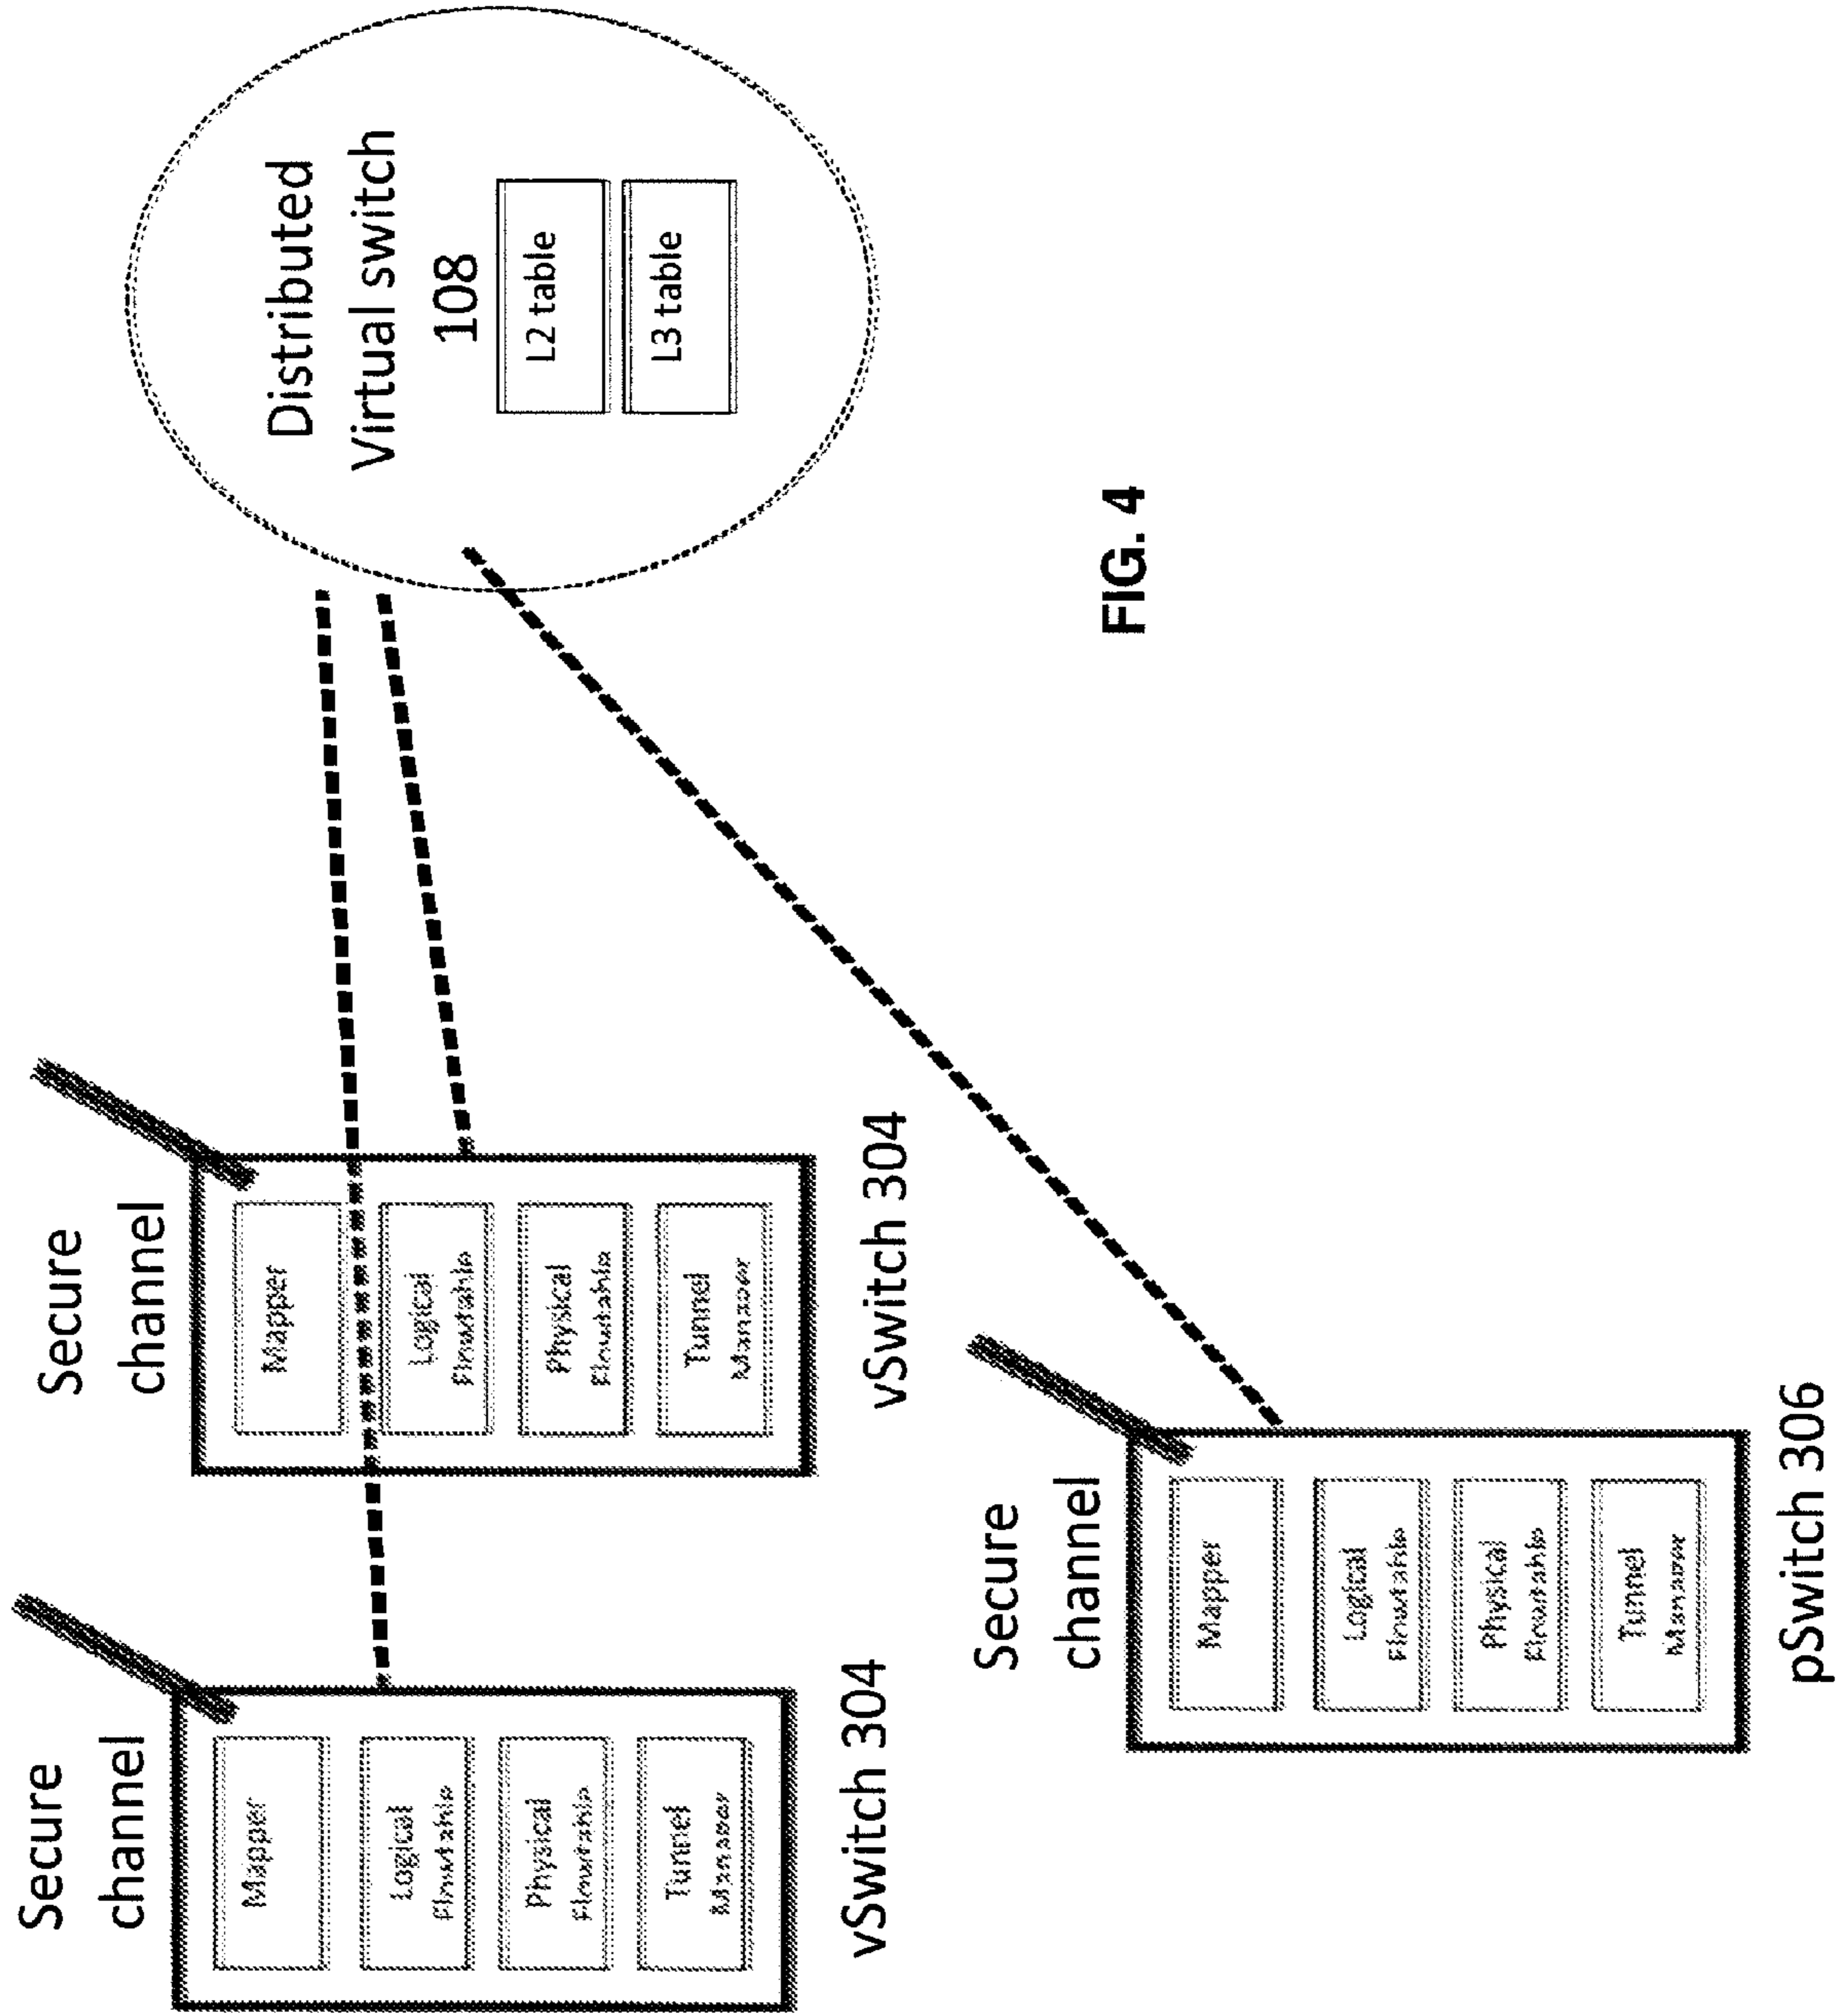 Secure
channel
Mapper
Logical
Flowtable
Physical
Flowtable
Tunnel
Manager
vSwitch 304
Secure
channel
Mapper
Logical
Flowtable
Physical
Flowtable
Tunnel
Manager
vSwitch 304
Distributed
Virtual switch
108
L2 table
L3 table
Secure
channel
Mapper
Logical
Flowtable
Physical
Flowtable
Tunnel
Manager
pSwitch 306
FIG. 4